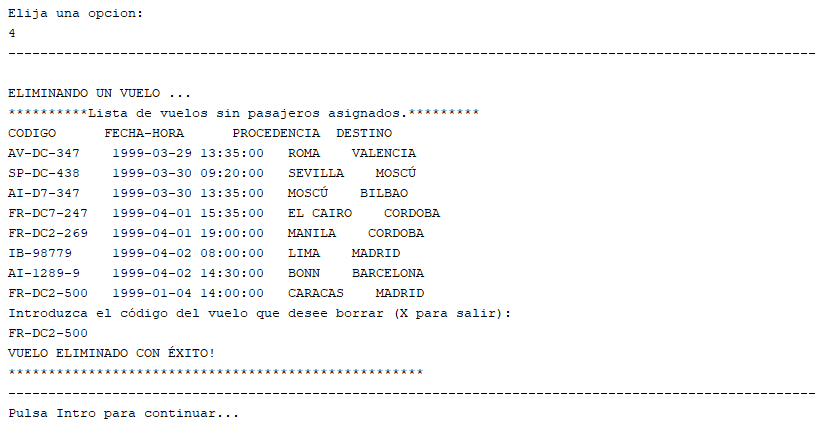 Elija una opcion:
4
-----------------------------------------------------------------------------------------------------
ELIMINANDO UN VUELO ...
**********Lista de vuelos sin pasajeros asignados.*********
CODIGO      FECHA-HORA      PROCEDENCIA  DESTINO
AV-DC-347    1999-03-29 13:35:00   ROMA    VALENCIA
SP-DC-438    1999-03-30 09:20:00   SEVILLA    MOSCÚ
AI-D7-347    1999-03-30 13:35:00   MOSCÚ    BILBAO
FR-DC7-247   1999-04-01 15:35:00   EL CAIRO    CORDOBA
FR-DC2-269   1999-04-01 19:00:00   MANILA    CORDOBA
IB-98779     1999-04-02 08:00:00   LIMA    MADRID
AI-1289-9    1999-04-02 14:30:00   BONN    BARCELONA
FR-DC2-500   1999-01-04 14:00:00   CARACAS    MADRID
Introduzca el código del vuelo que desee borrar (X para salir):
FR-DC2-500
VUELO ELIMINADO CON ÉXITO!
****************************************************
-----------------------------------------------------------------------------------------------------
Pulsa Intro para continuar...